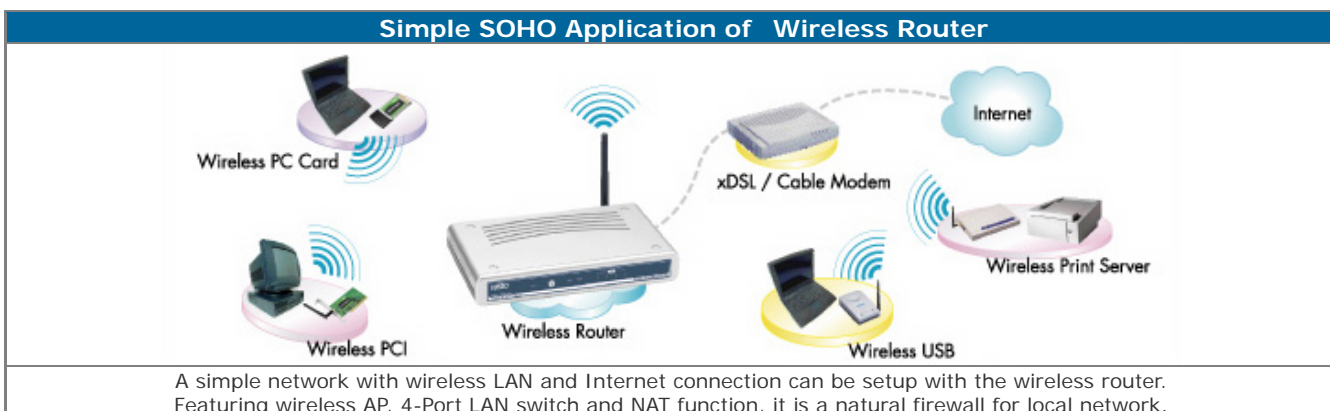 Simple SOHO Application of Wireless Router
Internet
Wireless PC Card
xDSL / Cable Modem
Wireless Print Server
Wireless Router
Wireless PCI
Wireless USB
A simple network with wireless LAN and Internet connection can be setup with the wireless router.
Featuring wireless AP, 4-Port LAN switch and NAT function, it is a natural firewall for local network.